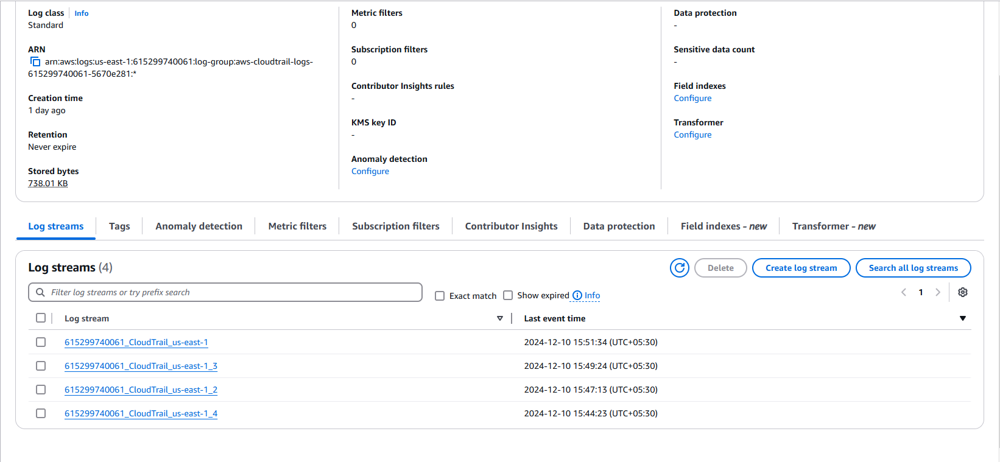 Log class Info
Standard
ARN
arn:aws:logs:us-east-1:615299740061:log-group:aws-cloudtrail-logs-
615299740061-5670e281:*
Creation time
1 day ago
Retention
Never expire
Stored bytes
738.01 KB
Metric filters
0
Subscription filters
0
Contributor Insights rules
-
KMS key ID
-
Anomaly detection
Configure
Data protection
-
Sensitive data count
-
Field indexes
Configure
Transformer
Configure
Log streams Tags Anomaly detection Metric filters Subscription filters Contributor Insights Data protection Field indexes - new Transformer - new
Log streams (4) Delete Create log stream Search all log streams
Filter log streams or try prefix search Exact match Show expired Info 1
Log stream Last event time
615299740061_CloudTrail_us-east-1 2024-12-10 15:51:34 (UTC+05:30)
615299740061_CloudTrail_us-east-1_3 2024-12-10 15:49:24 (UTC+05:30)
615299740061_CloudTrail_us-east-1_2 2024-12-10 15:47:13 (UTC+05:30)
615299740061_CloudTrail_us-east-1_4 2024-12-10 15:44:23 (UTC+05:30)